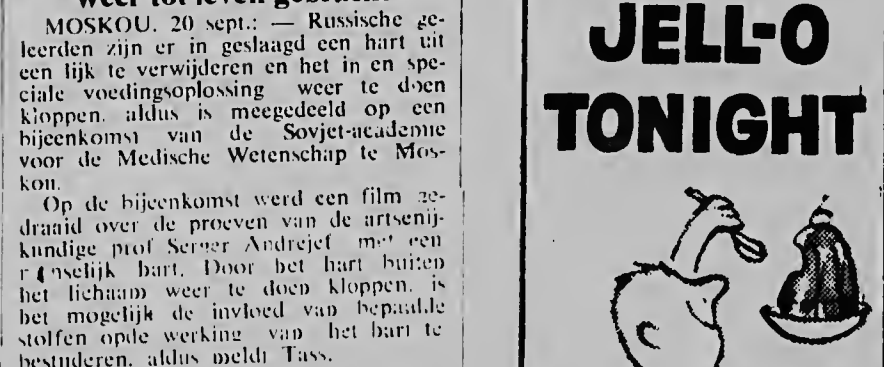 weer tot leven
MOSKOU. 20 sept.: — Russische ge-
leerden zijn er in geslaagd een hart uit
een lijk te verwijderen en het in en spe-
ciale voedingsoplossing weer te doen
kloppen. aldus is meegedeeld op een
bijeenkomst van de Sovjet-academie
voor de Medische Wetenschap te Mos-
kou.
Op de bijeenkomst werd een film ge-
draaid over de proeven van de artsenij-
kundige prof Andrejef met een
hart. Door het hart buiten
het lichaam weer te doen kloppen. is
het mogelijk de invloed van bepaalde
stoffen opde werking van het hart te
bestuderen. aldus meldt Tass.
JELL-O
TONIGHT